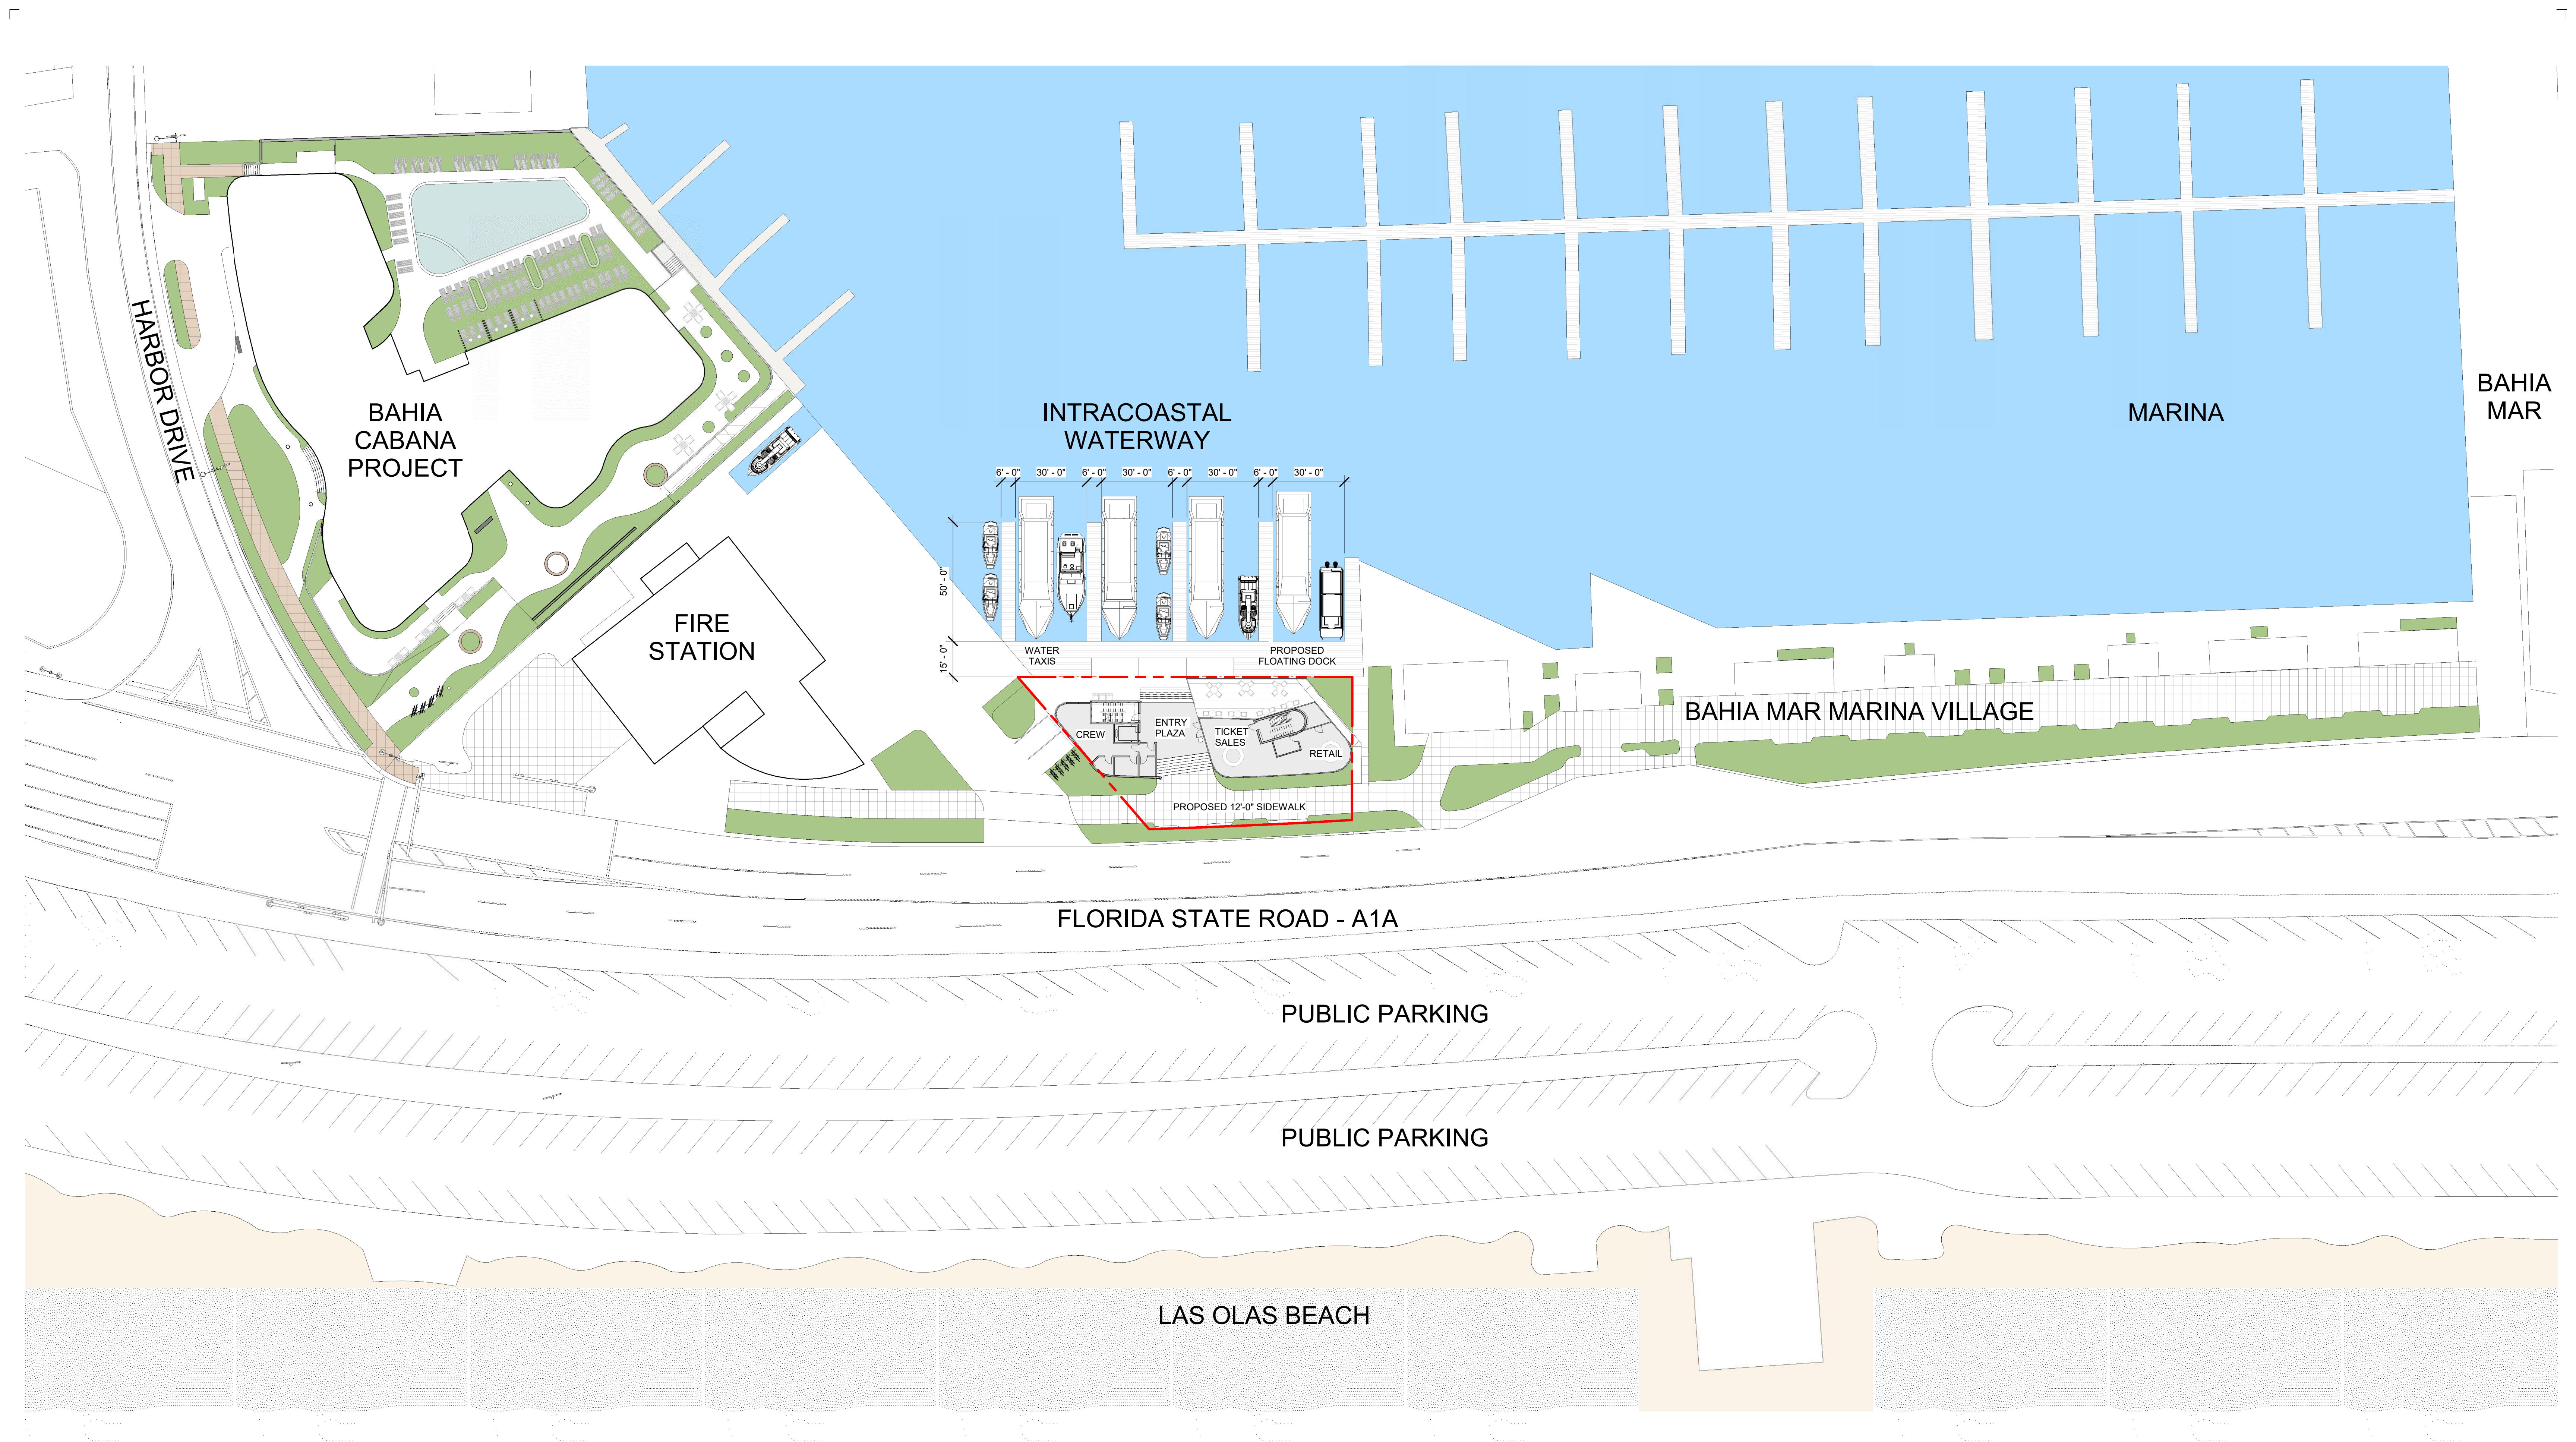 HARBOR DRIVE
BAHIA
CABANA
PROJECT
INTRACOASTAL
WATERWAY
MARINA
BAHIA
MAR
6' - 0"
30' - 0"
6' - 0"
30' - 0"
6' - 0"
30' - 0"
6' - 0"
30' - 0"
50' - 0"
15' - 0"
FIRE
STATION
WATER
TAXIS
PROPOSED
FLOATING DOCK
CREW
ENTRY
PLAZA
TICKET
SALES
RETAIL
PROPOSED 12'-0" SIDEWALK
BAHIA MAR MARINA VILLAGE
FLORIDA STATE ROAD - A1A
PUBLIC PARKING
PUBLIC PARKING
LAS OLAS BEACH